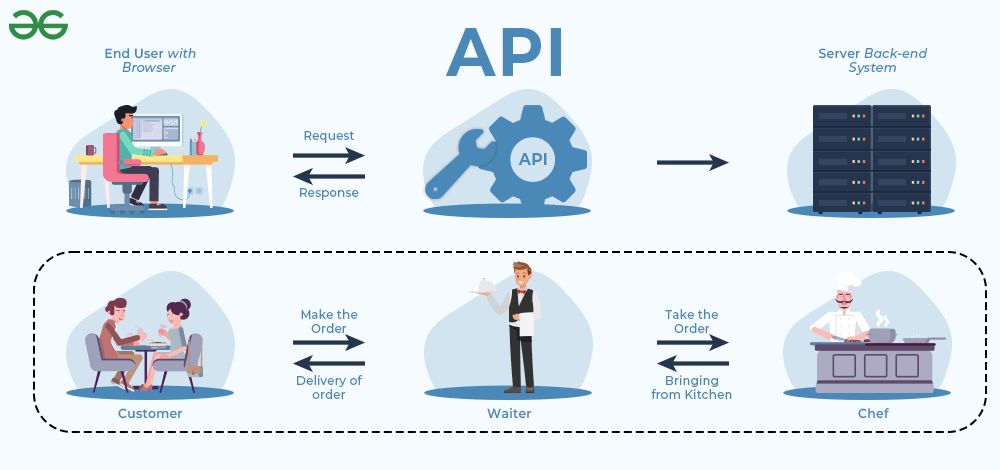 API
End User with
Browser
Server Back-end
System
Request
API
Response
Make the
Order
Take the
Order
Delivery of
order
Bringing
from Kitchen
Customer
Waiter
Chef